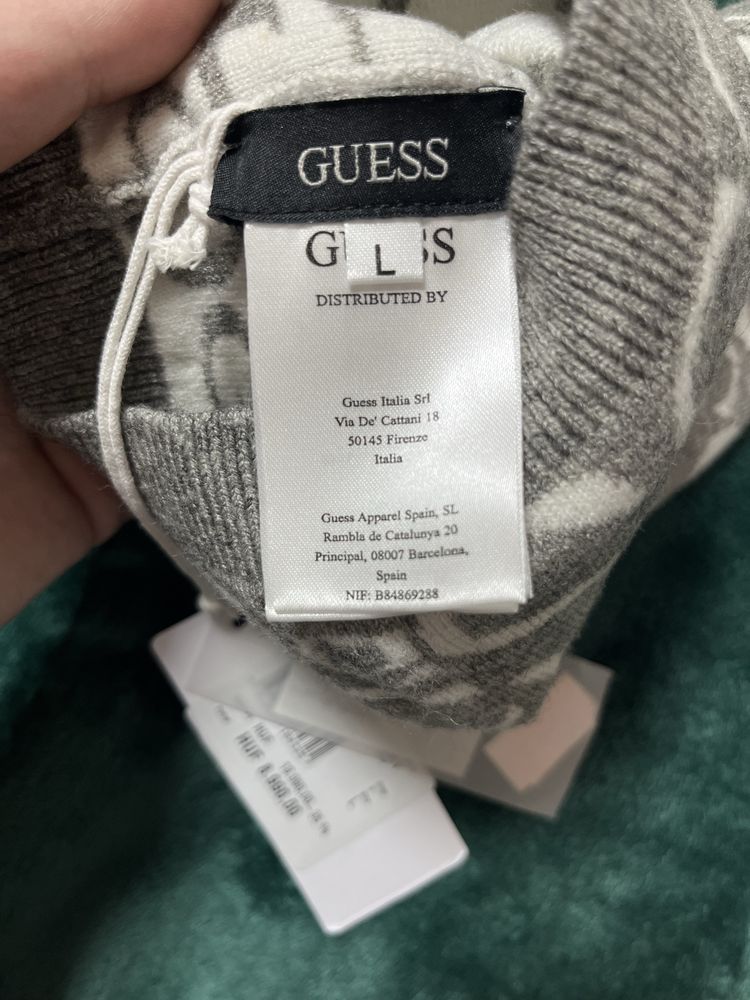 GUESS
L
DISTRIBUTED BY
Guess Italia Srl
Via De' Cattani 18
50145 Firenze
Italia
Guess Apparel Spain, SL
Rambla de Catalunya 20
Principal, 08007 Barcelona,
Spain
NIF: B84869288
HUF